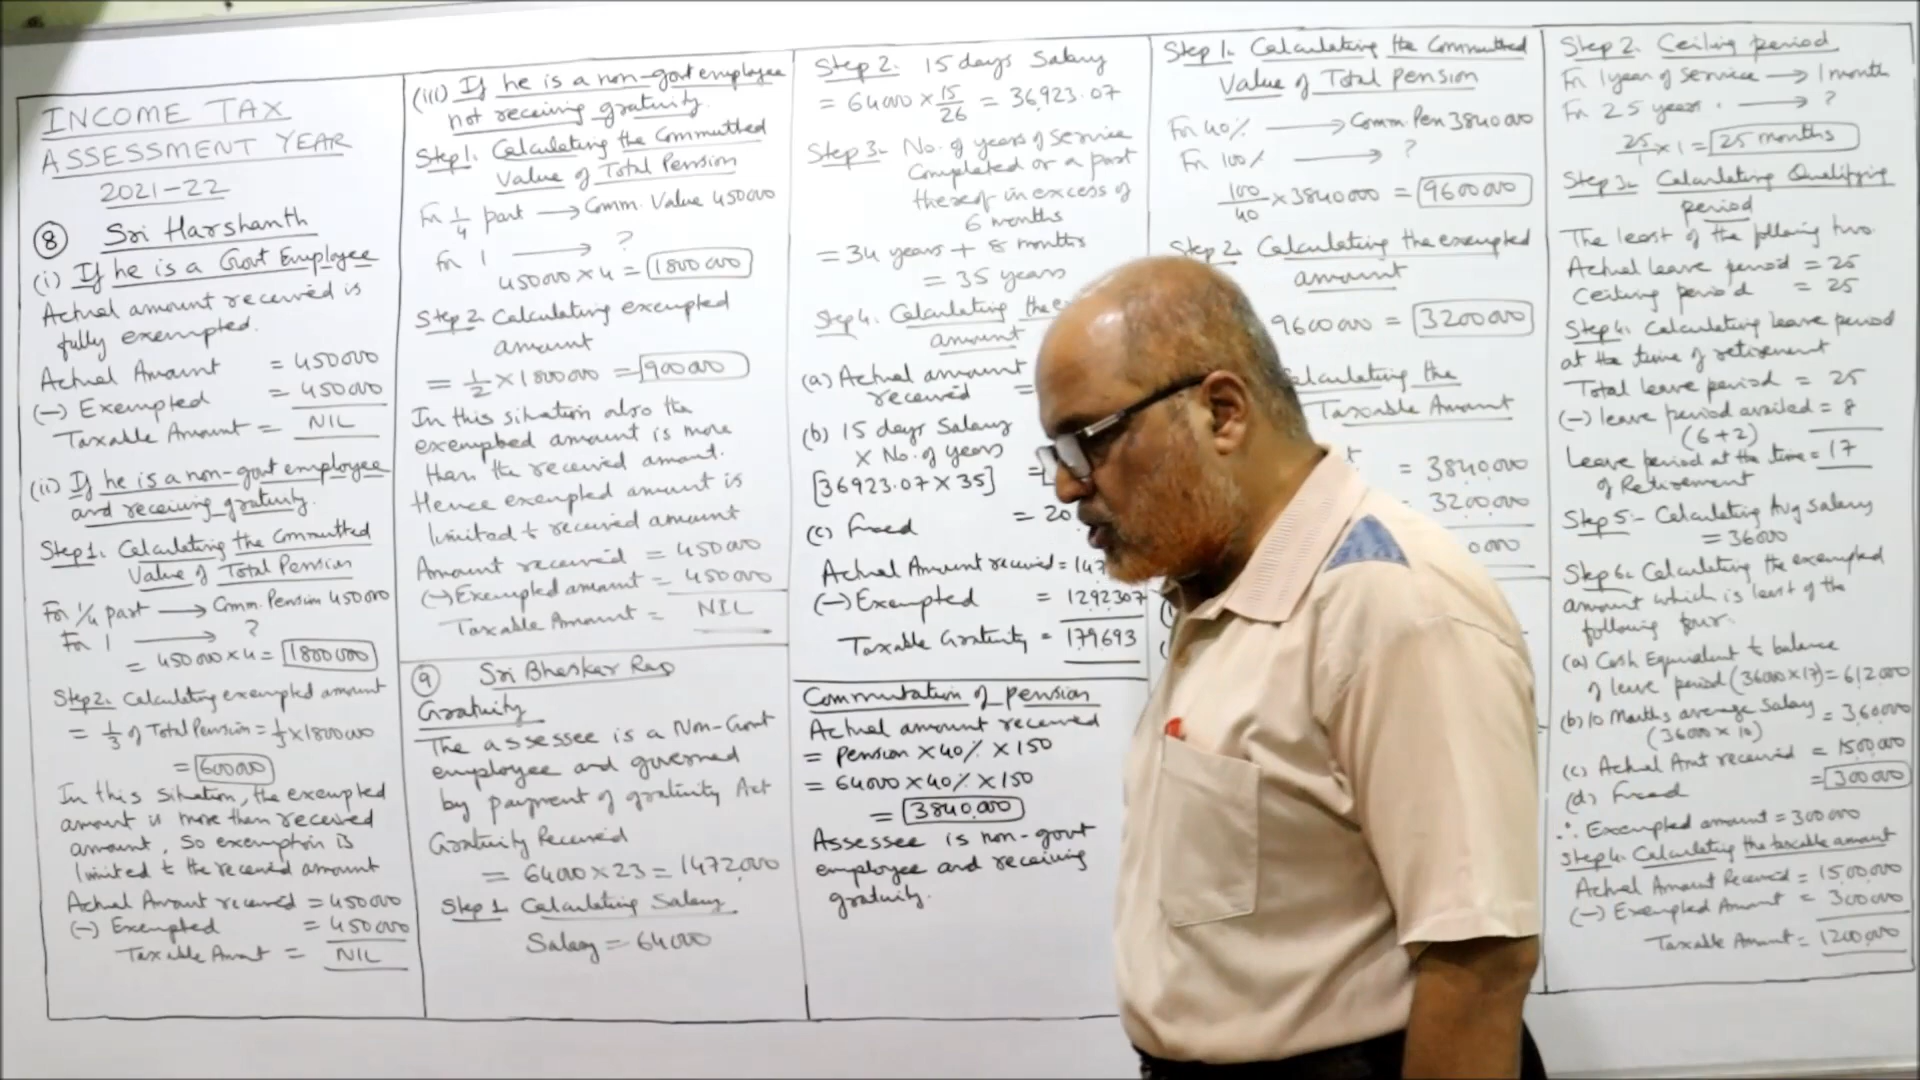 INCOME TAX
ASSESSMENT YEAR
2021-22
⑧ Sri Harshanth
(i) If he is a Govt Employee
Actual amount received is
fully exempted.
Actual Amount = 450000
(-) Exempted = 450000
Taxable Amount = NIL
(ii) If he is a non-govt employee
and receiving gratuity.
Step1. Calculating the Committed
Value of Total Pension
For 1/4 part → Comm. Pension 450000
For 1 → ?
= 450000 × 4 = 1800000
Step2. Calculating exempted amount
= 1/3 of Total Pension = 1/3 × 1800000
= 600000
In this situation, the exempted
amount is more than received
amount, So exemption is
limited to the received amount
Actual Amount received = 450000
(-) Exempted = 450000
Taxable Amnt = NIL
(iii) If he is a non-govt employee
not receiving gratuity.
Step1. Calculating the Committed
Value of Total Pension
For 1/4 part → Comm. Value 450000
For 1 → ?
450000 × 4 = 1800000
Step2. Calculating exempted
amount
= 1/2 × 1800000 = 900000
In this situation also the
exempted amount is more
than the received amount.
Hence exempted amount is
limited to received amount
Amount received = 450000
(-) Exempted amount = 450000
Taxable Amount = NIL
⑨ Sri Bhaskar Rao
Gratuity
The assessee is a Non-Govt
employee and governed
by payment of gratuity Act
Gratuity Received
= 64000 × 23 = 1472000
Step 1 Calculating Salary
Salary = 64000
Step 2. 15 days Salary
= 64000 × 15/26 = 36,923.07
Step 3- No. of years of service
Completed or a part
thereof in excess of
6 months
= 34 years + 8 months
= 35 years
Step 4. Calculating the
amount
(a) Actual amount
received =
(b) 15 days Salary
× No. of years
[36923.07 × 35] =
(c) Fixed = 20
Actual Amount received = 147
(-) Exempted = 1292307
Taxable Gratuity = 179693
Commutation of pension
Actual amount received
= Pension × 40% × 150
= 64000 × 40% × 150
= 3840,000
Assessee is non-govt
employee and receiving
gratuity.
Step 1. Calculating the Committed
Value of Total Pension
For 40% → Comm. Pen 3840000
For 100% → ?
100/40 × 3840000 = 9600000
Step 2. Calculating the exempted
amount
9600000 = 3200000
Calculating the
Taxable Amount
= 3840,000
3200000
0000
Step 2. Ceiling period
For 1 year of service → 1 month
For 25 years → ?
25/1 × 1 = 25 months
Step 3. Calculating Qualifying
period
The least of the following two.
Actual leave period = 25
Ceiling period = 25
Step 4. Calculating leave period
at the time of retirement
Total leave period = 25
(-) leave period availed = 8
(6+2)
Leave period at the time = 17
of Retirement
Step 5:- Calculating Avg Salary
= 36000
Step 6. Calculating the exempted
amount which is least of the
following four.
(a) Cash Equivalent to balance
of leave period (36000 × 17) = 612000
(b) 10 Months average Salary = 360,000
(36000 × 10)
(c) Actual Amt received = 1500000
(d) Fixed = 300000
∴ Exempted amount = 300000
Step 4. Calculating the taxable amount
Actual Amount Received = 1500000
(-) Exempted Amount = 300000
Taxable Amount = 1200000